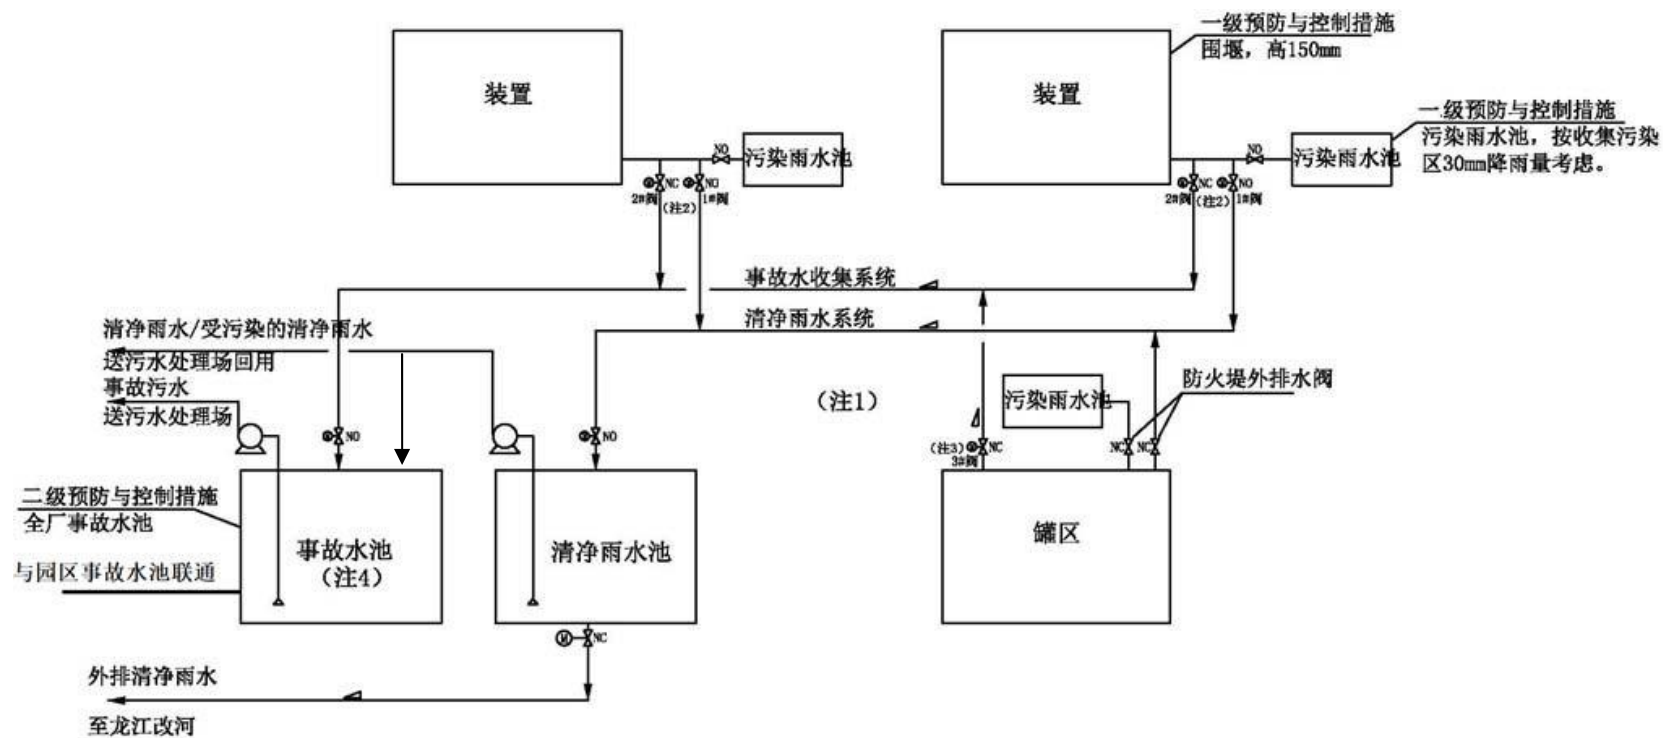 一级预防与控制措施
围堰，高150mm
装置
装置
一级预防与控制措施
污染雨水池，按收集污染
区30mm降雨量考虑。
NO
污染雨水池
NO
污染雨水池
NC
NO
2#阀
(注2)
1#阀
NC
NO
2#阀
(注2)
1#阀
事故水收集系统
清净雨水系统
清净雨水/受污染的清净雨水
送污水处理场回用
事故污水
送污水处理场
(注1)
污染雨水池
防火堤外排水阀
NO
NO
(注3)
NC
3#阀
NC
NC
二级预防与控制措施
全厂事故水池
与园区事故水池联通
事故水池
(注4)
清净雨水池
罐区
M
NC
外排清净雨水
至龙江改河